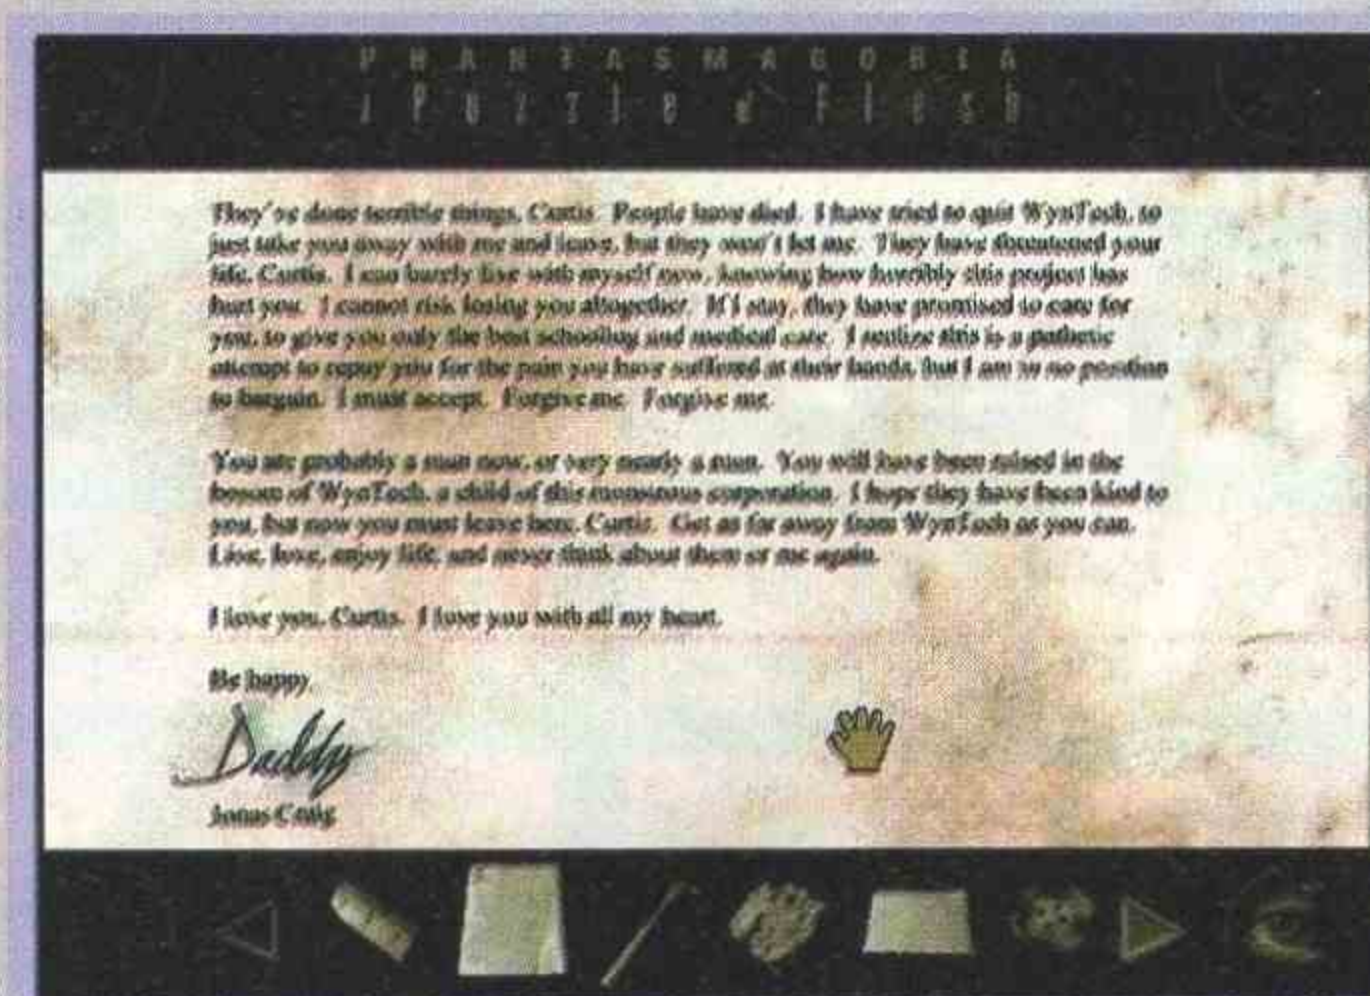 PHANTASMAGORIA
a Puzzle of Flesh
They've done terrible things, Curtis. People have died. I have tried to quit WynTech, to
just take you away with me and leave, but they won't let me. They have threatened your
life, Curtis. I can barely live with myself now, knowing how horribly this project has
hurt you. I cannot risk losing you altogether. If I stay, they have promised to care for
you, to give you only the best schooling and medical care. I realize this is a pathetic
attempt to repay you for the pain you have suffered at their hands, but I am in no position
to bargain. I must accept. Forgive me. Forgive me.
You are probably a man now, or very nearly a man. You will have been raised in the
bosom of WynTech, a child of this monstrous corporation. I hope they have been kind to
you, but now you must leave here, Curtis. Get as far away from WynTech as you can.
Live, love, enjoy life, and never think about them or me again.
I love you, Curtis. I love you with all my heart.
Be happy,
Daddy
Jonas Craig